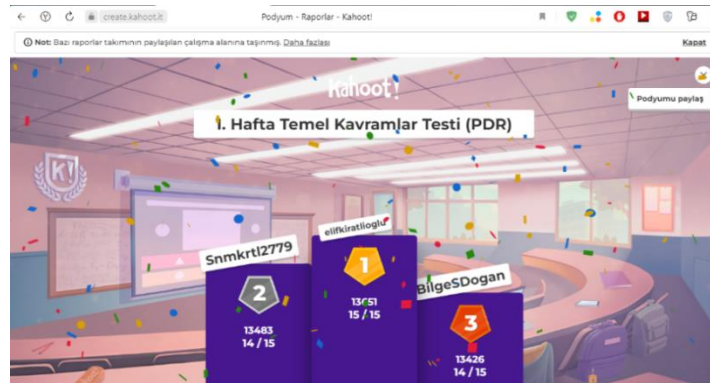 create.kahoot.it
Podyum - Raporlar - Kahoot!
Not: Bazı raporlar takımının paylaşılan çalışma alanına taşınmış. Daha fazlası
Kapat
Kahoot!
Podyumu paylaş
I. Hafta Temel Kavramlar Testi (PDR)
K!
elifkiratlioglu
Snmkrtl2779
1
BilgeSDogan
2
13651
15 / 15
3
13483
14 / 15
13426
14 / 15